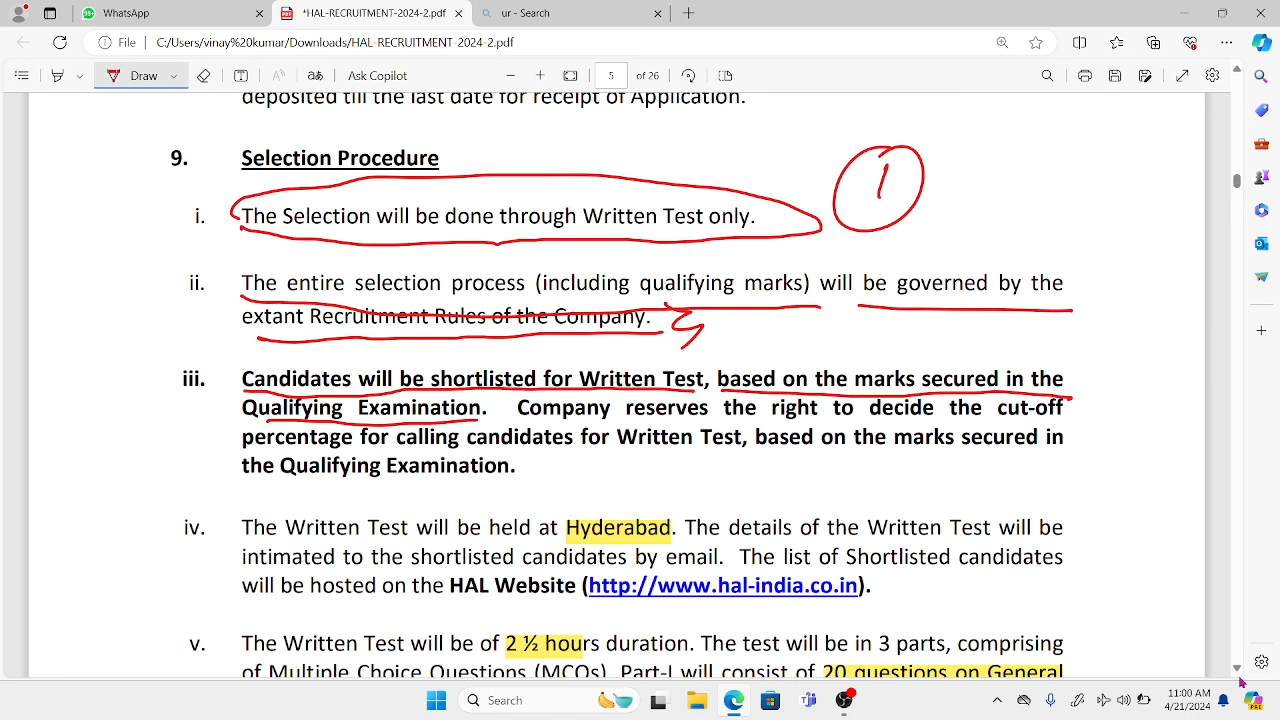 WhatsApp
*HAL-RECRUITMENT-2024-2.pdf
ur - Search
File
C:/Users/vinay%20kumar/Downloads/HAL-RECRUITMENT-2024-2.pdf
Draw
Ask Copilot
5 of 26
deposited till the last date for receipt of Application.
9. Selection Procedure
1
i. The Selection will be done through Written Test only.
ii. The entire selection process (including qualifying marks) will be governed by the
extant Recruitment Rules of the Company.
iii. Candidates will be shortlisted for Written Test, based on the marks secured in the
Qualifying Examination. Company reserves the right to decide the cut-off
percentage for calling candidates for Written Test, based on the marks secured in
the Qualifying Examination.
iv. The Written Test will be held at Hyderabad. The details of the Written Test will be
intimated to the shortlisted candidates by email. The list of Shortlisted candidates
will be hosted on the HAL Website (http://www.hal-india.co.in).
v. The Written Test will be of 2 ½ hours duration. The test will be in 3 parts, comprising
of Multiple Choice Questions (MCQs). Part-I will consist of 20 questions on General
Search
11:00 AM
4/21/2024